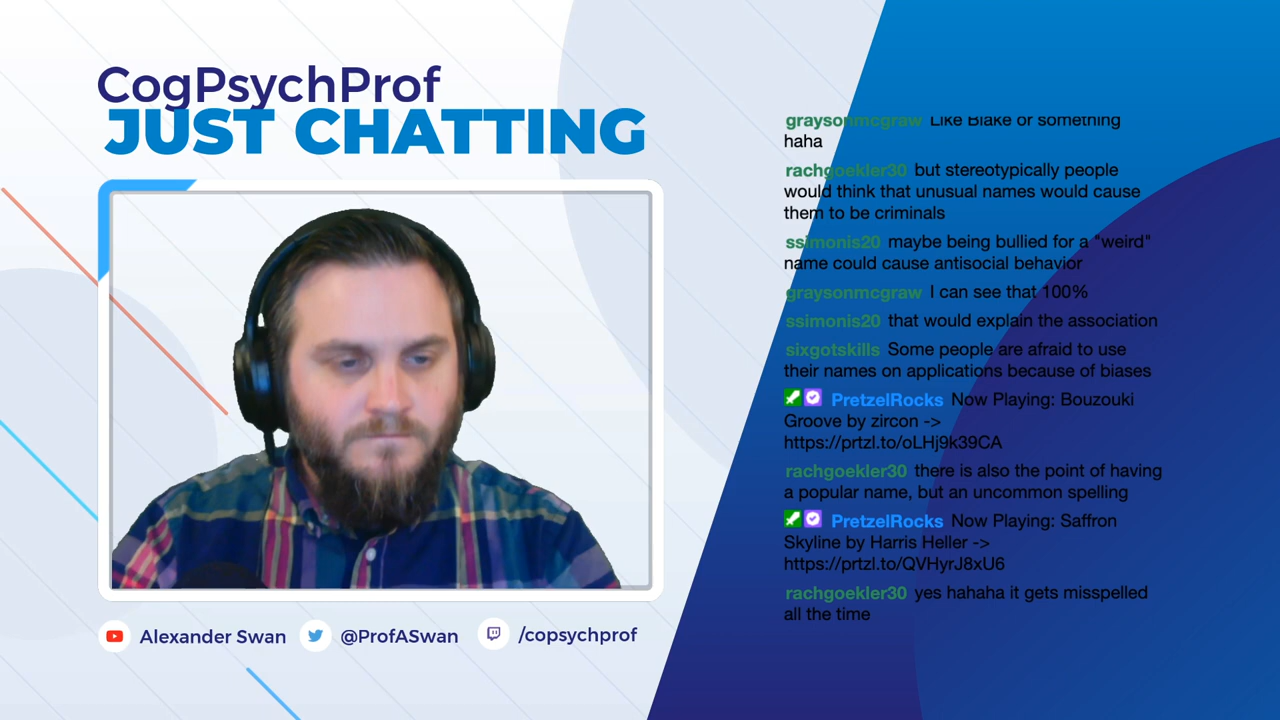 CogPsychProf
JUST CHATTING
graysonmcgraw Like Blake or something
haha
rachgoekler30 but stereotypically people
would think that unusual names would cause
them to be criminals
ssimonis20 maybe being bullied for a "weird"
name could cause antisocial behavior
graysonmcgraw I can see that 100%
ssimonis20 that would explain the association
sixgotskills Some people are afraid to use
their names on applications because of biases
PretzelRocks Now Playing: Bouzouki
Groove by zircon ->
https://prtzl.to/oLHj9k39CA
rachgoekler30 there is also the point of having
a popular name, but an uncommon spelling
PretzelRocks Now Playing: Saffron
Skyline by Harris Heller ->
https://prtzl.to/QVHyrJ8xU6
rachgoekler30 yes hahaha it gets misspelled
all the time
Alexander Swan @ProfASwan /copsychprof